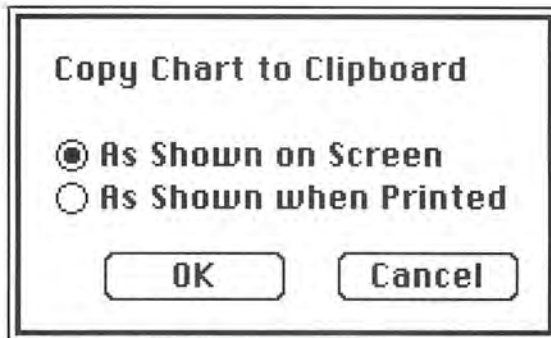 Copy Chart to Clipboard
As Shown on Screen
As Shown when Printed
OK Cancel